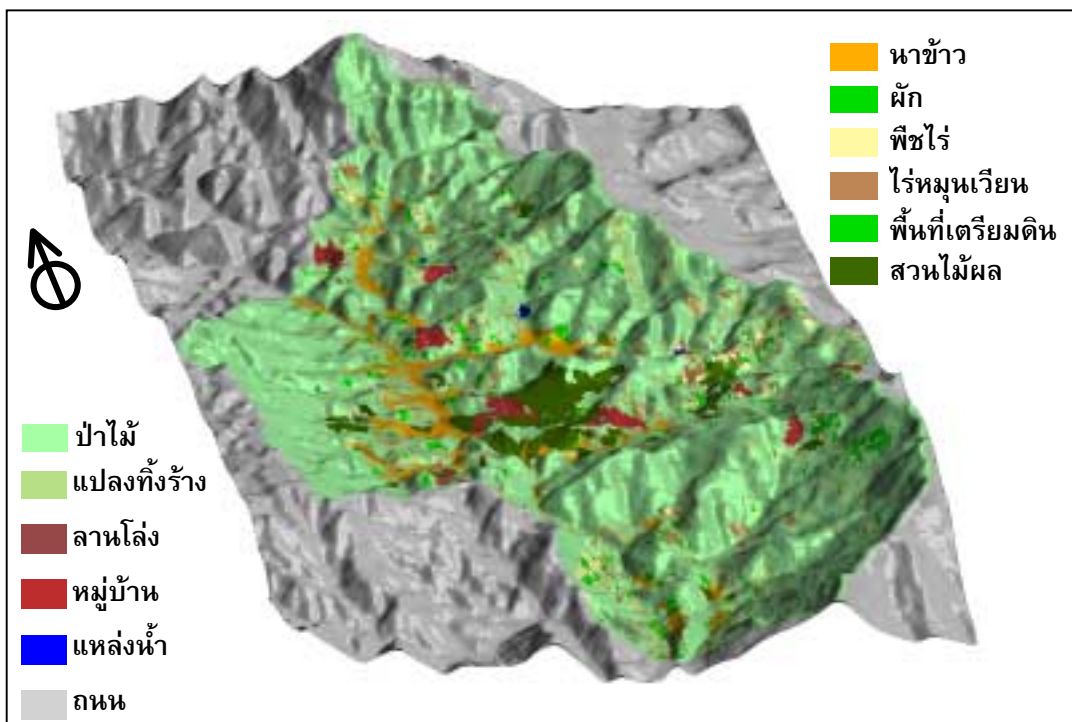 นาข้าว
ผัก
พืชไร่
ไร่หมุนเวียน
พื้นที่เตรียมดิน
สวนไม้ผล
ป่าไม้
แปลงทิ้งร้าง
ลานโล่ง
หมู่บ้าน
แหล่งน้ำ
ถนน